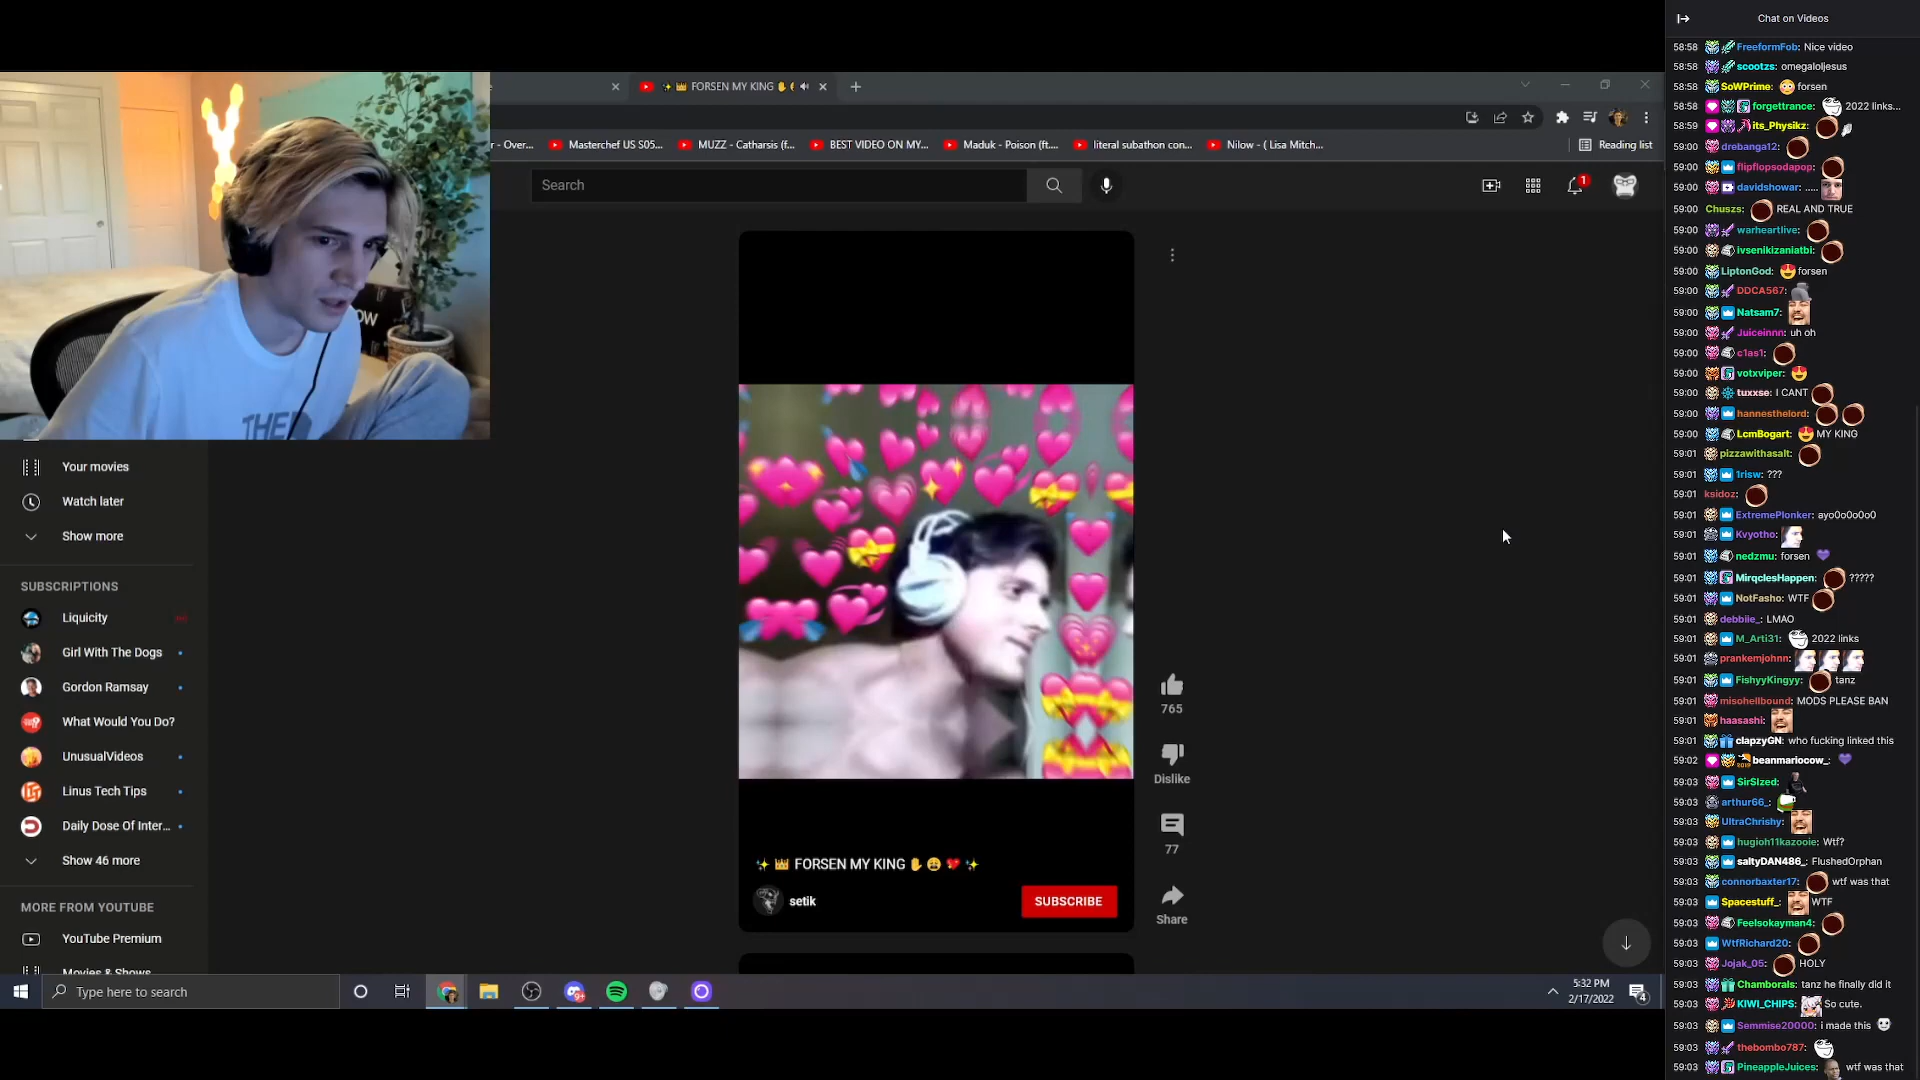 FORSEN MY KING
r - Over...
Masterchef US S05...
MUZZ - Catharsis (f...
BEST VIDEO ON MY...
Maduk - Poison (ft....
literal subathon con...
Nilow - ( Lisa Mitch...
Reading list
Search
1
THE
Your movies
Watch later
Show more
SUBSCRIPTIONS
Liquicity
Girl With The Dogs
Gordon Ramsay
What Would You Do?
UnusualVideos
Linus Tech Tips
Daily Dose Of Inter...
Show 46 more
MORE FROM YOUTUBE
YouTube Premium
Movies & Shows
765
Dislike
77
Share
✨ 👑 FORSEN MY KING ✋ 😩 💖 ✨
setik
SUBSCRIBE
Type here to search
9+
5:32 PM
2/17/2022
4
Chat on Videos
58:58 FreeformFob: Nice video
58:58 scootzs: omegaloljesus
58:58 SoWPrime: 😳 forsen
58:58 forgettrance: 2022 links...
58:59 its_Physikz:
59:00 drebanga12:
59:00 flipflopsodapop:
59:00 davidshowar: .....
59:00 Chuszs: REAL AND TRUE
59:00 warheartlive:
59:00 ivsenikizaniatbi:
59:00 LiptonGod: 😍 forsen
59:00 DDCA567:
59:00 Natsam7:
59:00 Juiceinnn: uh oh
59:00 c1as1:
59:00 votxviper: 😍
59:00 tuxxse: I CANT
59:00 hannesthelord:
59:00 LcmBogart: 😍 MY KING
59:01 pizzawithasalt:
59:01 1rlsw: ???
59:01 ksidoz:
59:01 ExtremePlonker: ayo0o0o0o0
59:01 Kvyotho:
59:01 nedzmu: forsen 💜
59:01 MirqclesHappen: ?????
59:01 NotFasho: WTF
59:01 debbiie_: LMAO
59:01 M_Arti31: 2022 links
59:01 prankemjohnn:
59:01 FishyyKingyy: tanz
59:01 misohellbound: MODS PLEASE BAN
59:01 haasashi:
59:01 clapzyGN: who fucking linked this
59:02 beanmariocow_: 💜
59:03 SirSIzed:
59:03 arthur66_:
59:03 UltraChrishy:
59:03 hugioh11kazooie: Wtf?
59:03 saltyDAN486_: FlushedOrphan
59:03 connorbaxter17: wtf was that
59:03 Spacestuff_: WTF
59:03 Feelsokayman4:
59:03 WtfRichard20:
59:03 Jojak_05: HOLY
59:03 Chamborals: tanz he finally did it
59:03 KIWI_CHIPS: So cute.
59:03 Semmise20000: i made this
59:03 thebombo787:
59:03 PineappleJuices: wtf was that